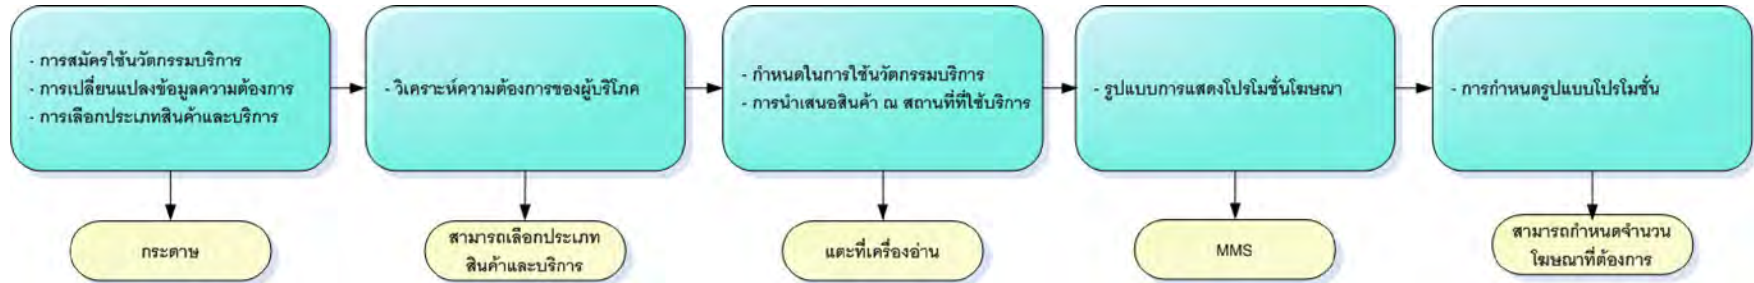 - การสมัครใช้นวัตกรรมบริการ
- การเปลี่ยนแปลงข้อมูลความต้องการ
- การเลือกประเภทสินค้าและบริการ
- วิเคราะห์ความต้องการของผู้บริโภค
- กำหนดในการใช้นวัตกรรมบริการ
- การนำเสนอสินค้า ณ สถานที่ที่ใช้บริการ
- รูปแบบการแสดงโปรโมชั่นโฆษณา
- การกำหนดรูปแบบโปรโมชั่น
กระดาษ
สามารถเลือกประเภท
สินค้าและบริการ
แตะที่เครื่องอ่าน
MMS
สามารถกำหนดจำนวน
โฆษณาที่ต้องการ